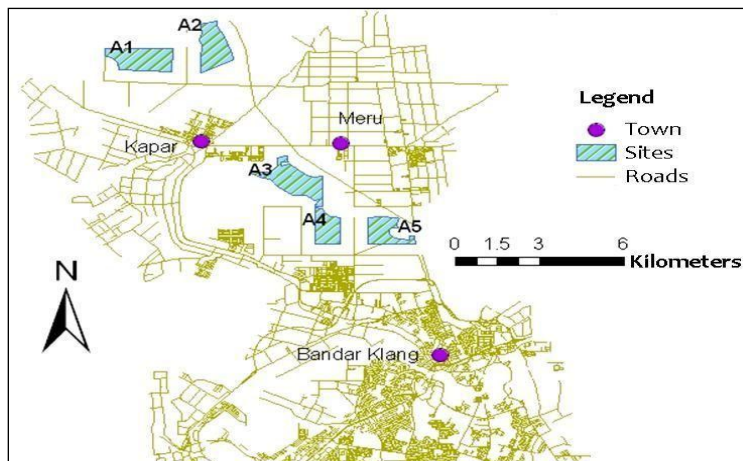 A1
A2
Meru
Kapar
A3
A4
A5
Bandar Klang
N
Legend
Town
Sites
Roads
0 1.5 3 6 Kilometers